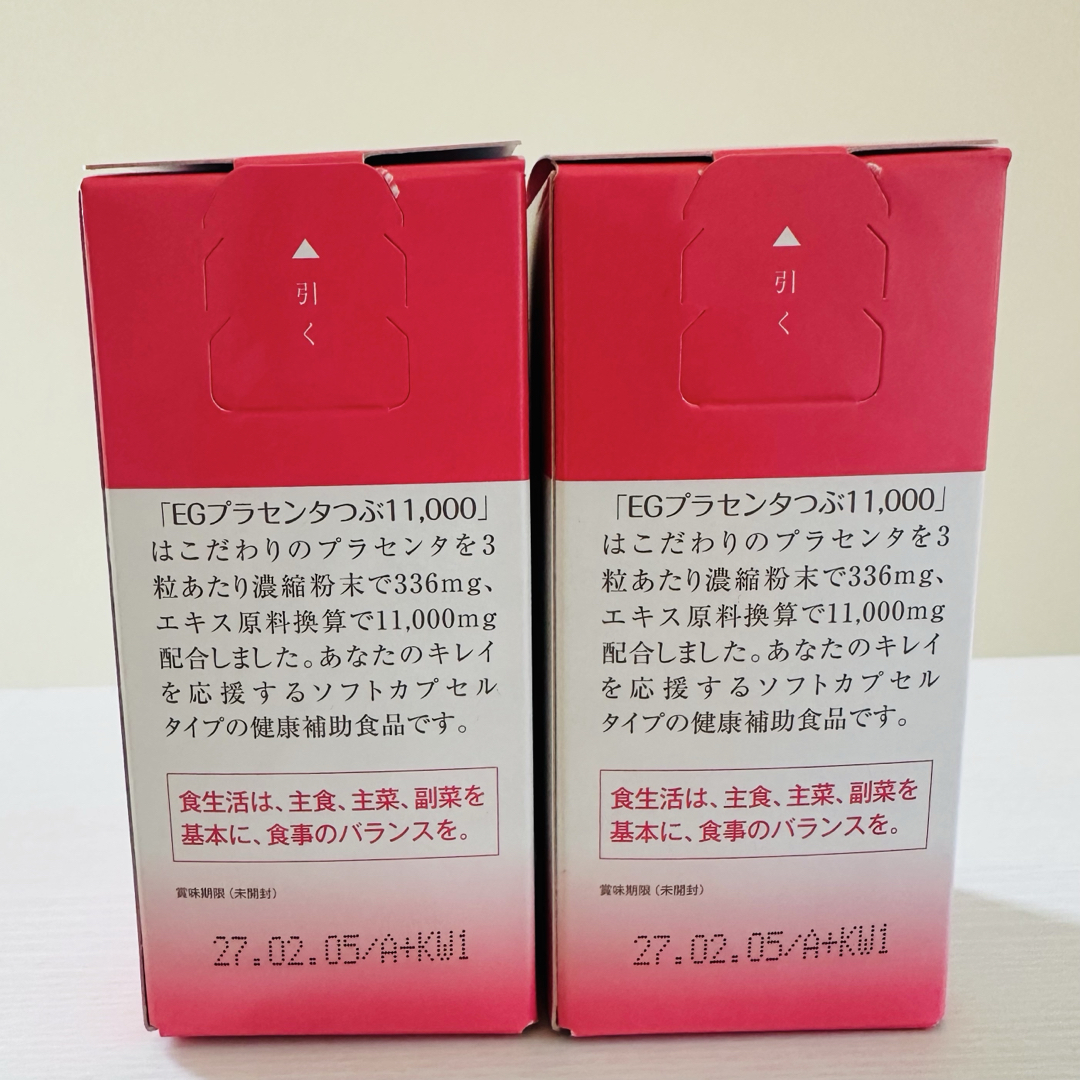 引く
「EGプラセンタつぶ11,000」
はこだわりのプラセンタを3
粒あたり濃縮粉末で336mg、
エキス原料換算で11,000mg
配合しました。あなたのキレイ
を応援するソフトカプセル
タイプの健康補助食品です。
食生活は、主食、主菜、副菜を
基本に、食事のバランスを。
賞味期限（未開封）
27.02.05/A+KW1
引く
「EGプラセンタつぶ11,000」
はこだわりのプラセンタを3
粒あたり濃縮粉末で336mg、
エキス原料換算で11,000mg
配合しました。あなたのキレイ
を応援するソフトカプセル
タイプの健康補助食品です。
食生活は、主食、主菜、副菜を
基本に、食事のバランスを。
賞味期限（未開封）
27.02.05/A+KW1